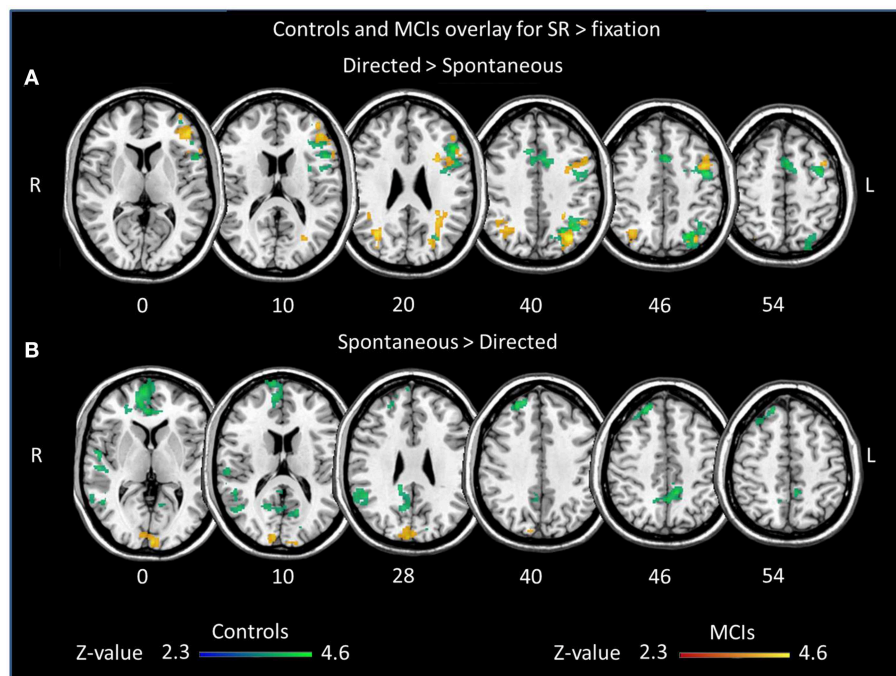 Controls and MCIs overlay for SR > fixation
A
Directed > Spontaneous
R
L
0 10 20 40 46 54
B
Spontaneous > Directed
R
L
0 10 28 40 46 54
Controls
MCIs
Z-value 2.3 4.6
Z-value 2.3 4.6